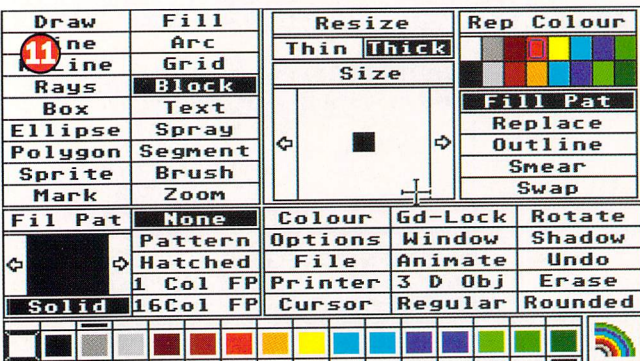 Draw Fill
11 ine Arc
Line Grid
Rays Block
Box Text
Ellipse Spray
Polygon Segment
Sprite Brush
Mark Zoom
Resize
Thin Thick
Size
Rep Colour
Fill Pat
Replace
Outline
Smear
Swap
Fil Pat None
Pattern
Hatched
1 Col FP
Solid 16Col FP
Colour Gd-Lock Rotate
Options Window Shadow
File Animate Undo
Printer 3 D Obj Erase
Cursor Regular Rounded